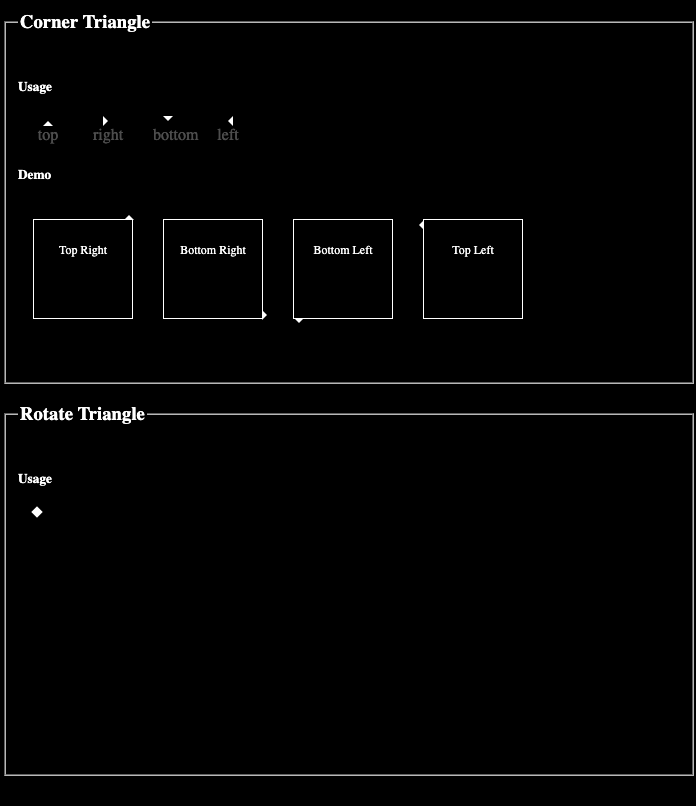 Corner Triangle
Usage
top right bottom left
Demo
Top Right Bottom Right Bottom Left Top Left
Rotate Triangle
Usage